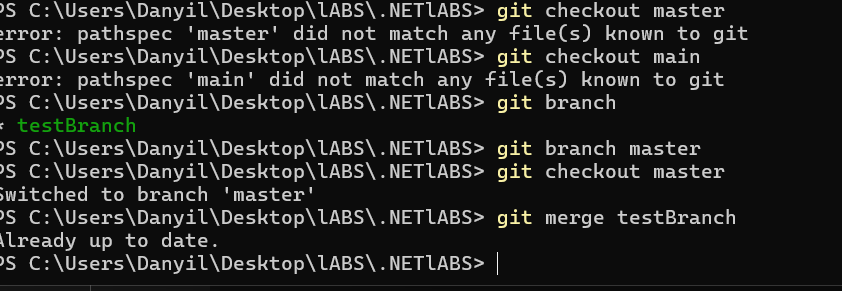 PS C:\Users\Danyil\Desktop\lABS\.NETlABS> git checkout master
error: pathspec 'master' did not match any file(s) known to git
PS C:\Users\Danyil\Desktop\lABS\.NETlABS> git checkout main
error: pathspec 'main' did not match any file(s) known to git
PS C:\Users\Danyil\Desktop\lABS\.NETlABS> git branch
* testBranch
PS C:\Users\Danyil\Desktop\lABS\.NETlABS> git branch master
PS C:\Users\Danyil\Desktop\lABS\.NETlABS> git checkout master
Switched to branch 'master'
PS C:\Users\Danyil\Desktop\lABS\.NETlABS> git merge testBranch
Already up to date.
PS C:\Users\Danyil\Desktop\lABS\.NETlABS>